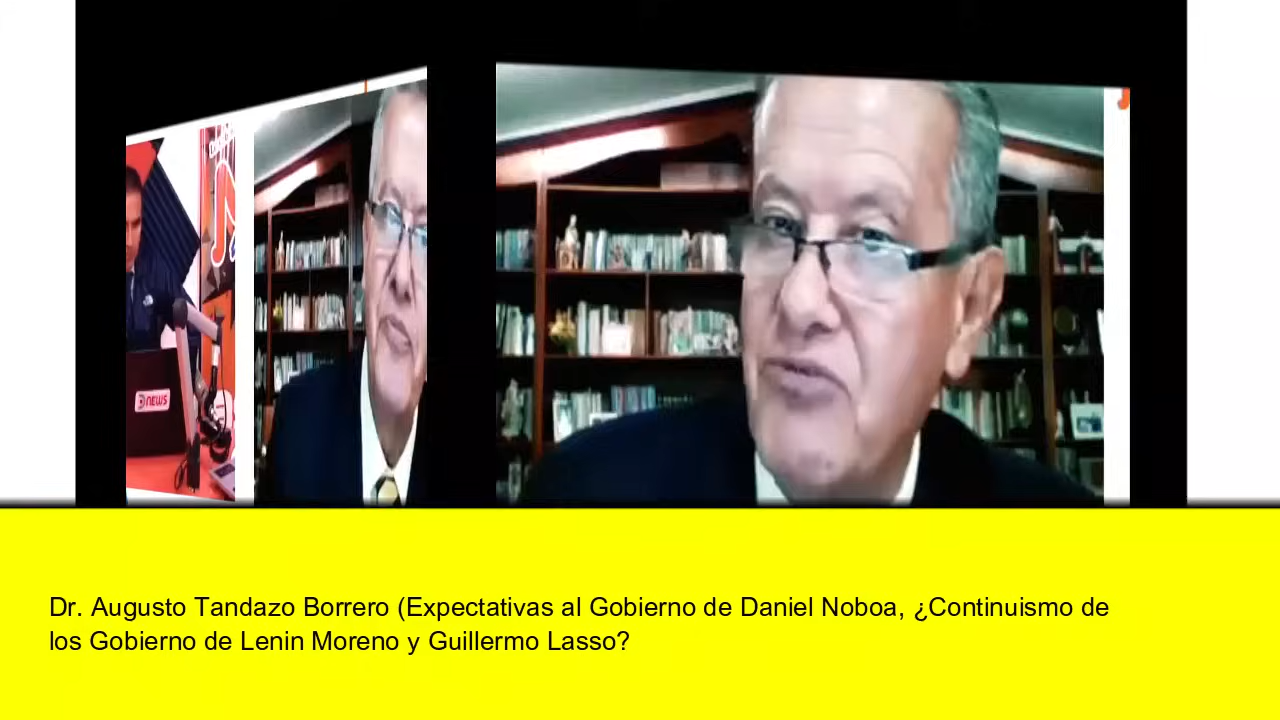 NEWS
Dr. Augusto Tandazo Borrero (Expectativas al Gobierno de Daniel Noboa, ¿Continuismo de
los Gobierno de Lenin Moreno y Guillermo Lasso?